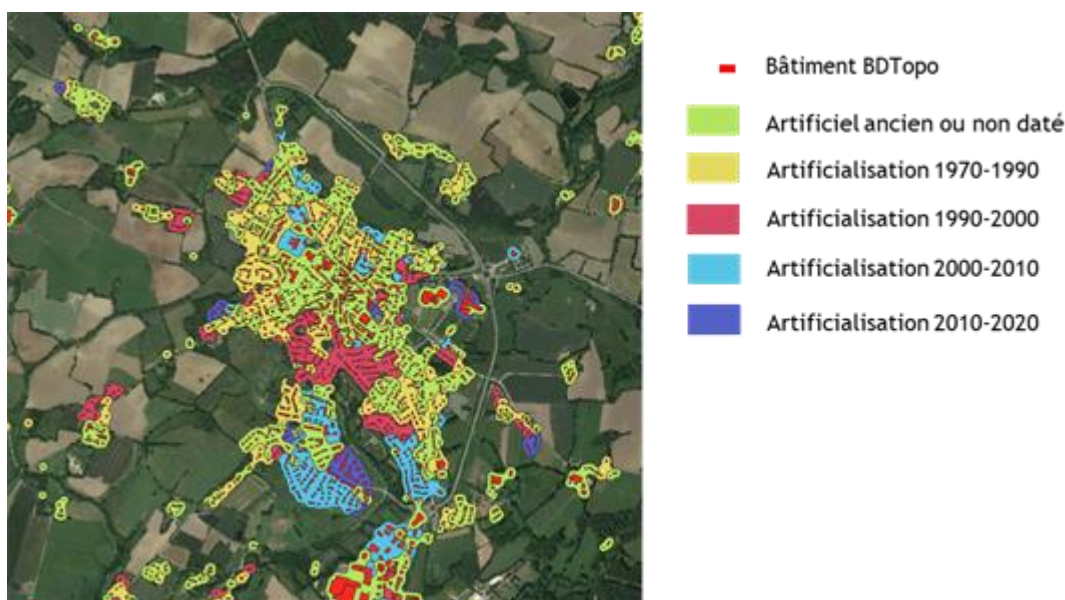 Bâtiment BDTopo
Artificiel ancien ou non daté
Artificialisation 1970-1990
Artificialisation 1990-2000
Artificialisation 2000-2010
Artificialisation 2010-2020